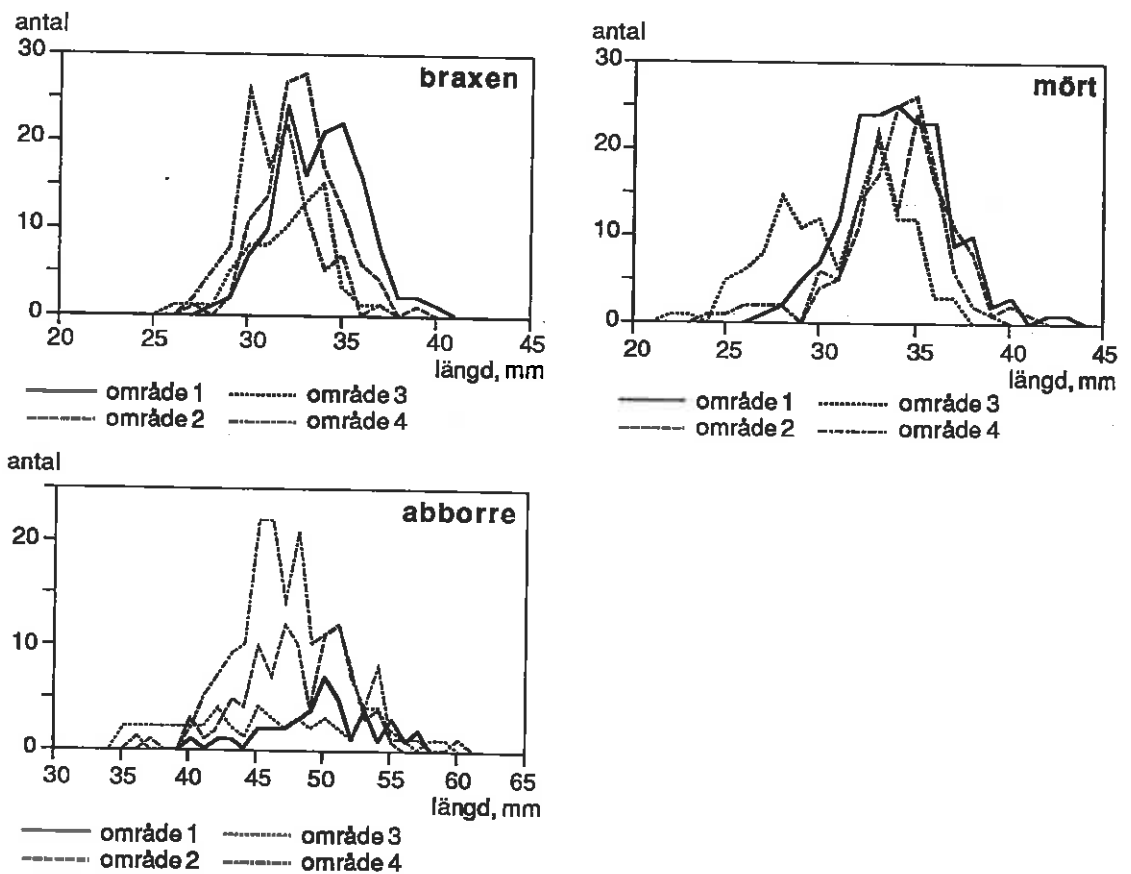 antal
30
braxen
20
10
0
20 25 30 35 40 45
längd, mm
område 1 område 3
område 2 område 4
antal
30
mört
20
10
0
20 25 30 35 40 45
längd, mm
område 1 område 3
område 2 område 4
antal
abborre
20
10
0
30 35 40 45 50 55 60 65
längd, mm
område 1 område 3
område 2 område 4